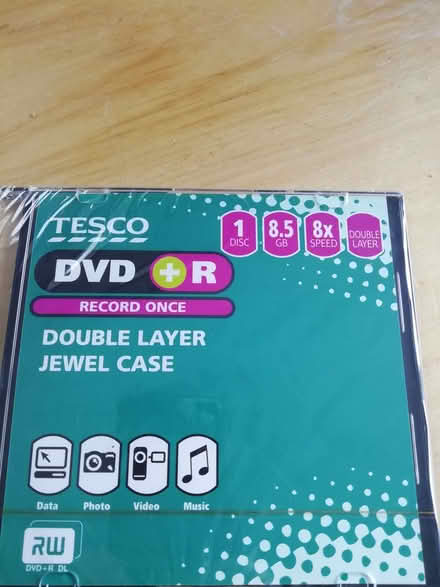 TESCO
1 DISC
8.5 GB
8x SPEED
DOUBLE LAYER
DVD+R
RECORD ONCE
DOUBLE LAYER
JEWEL CASE
Data
Photo
Video
Music
RW
DVD+R DL